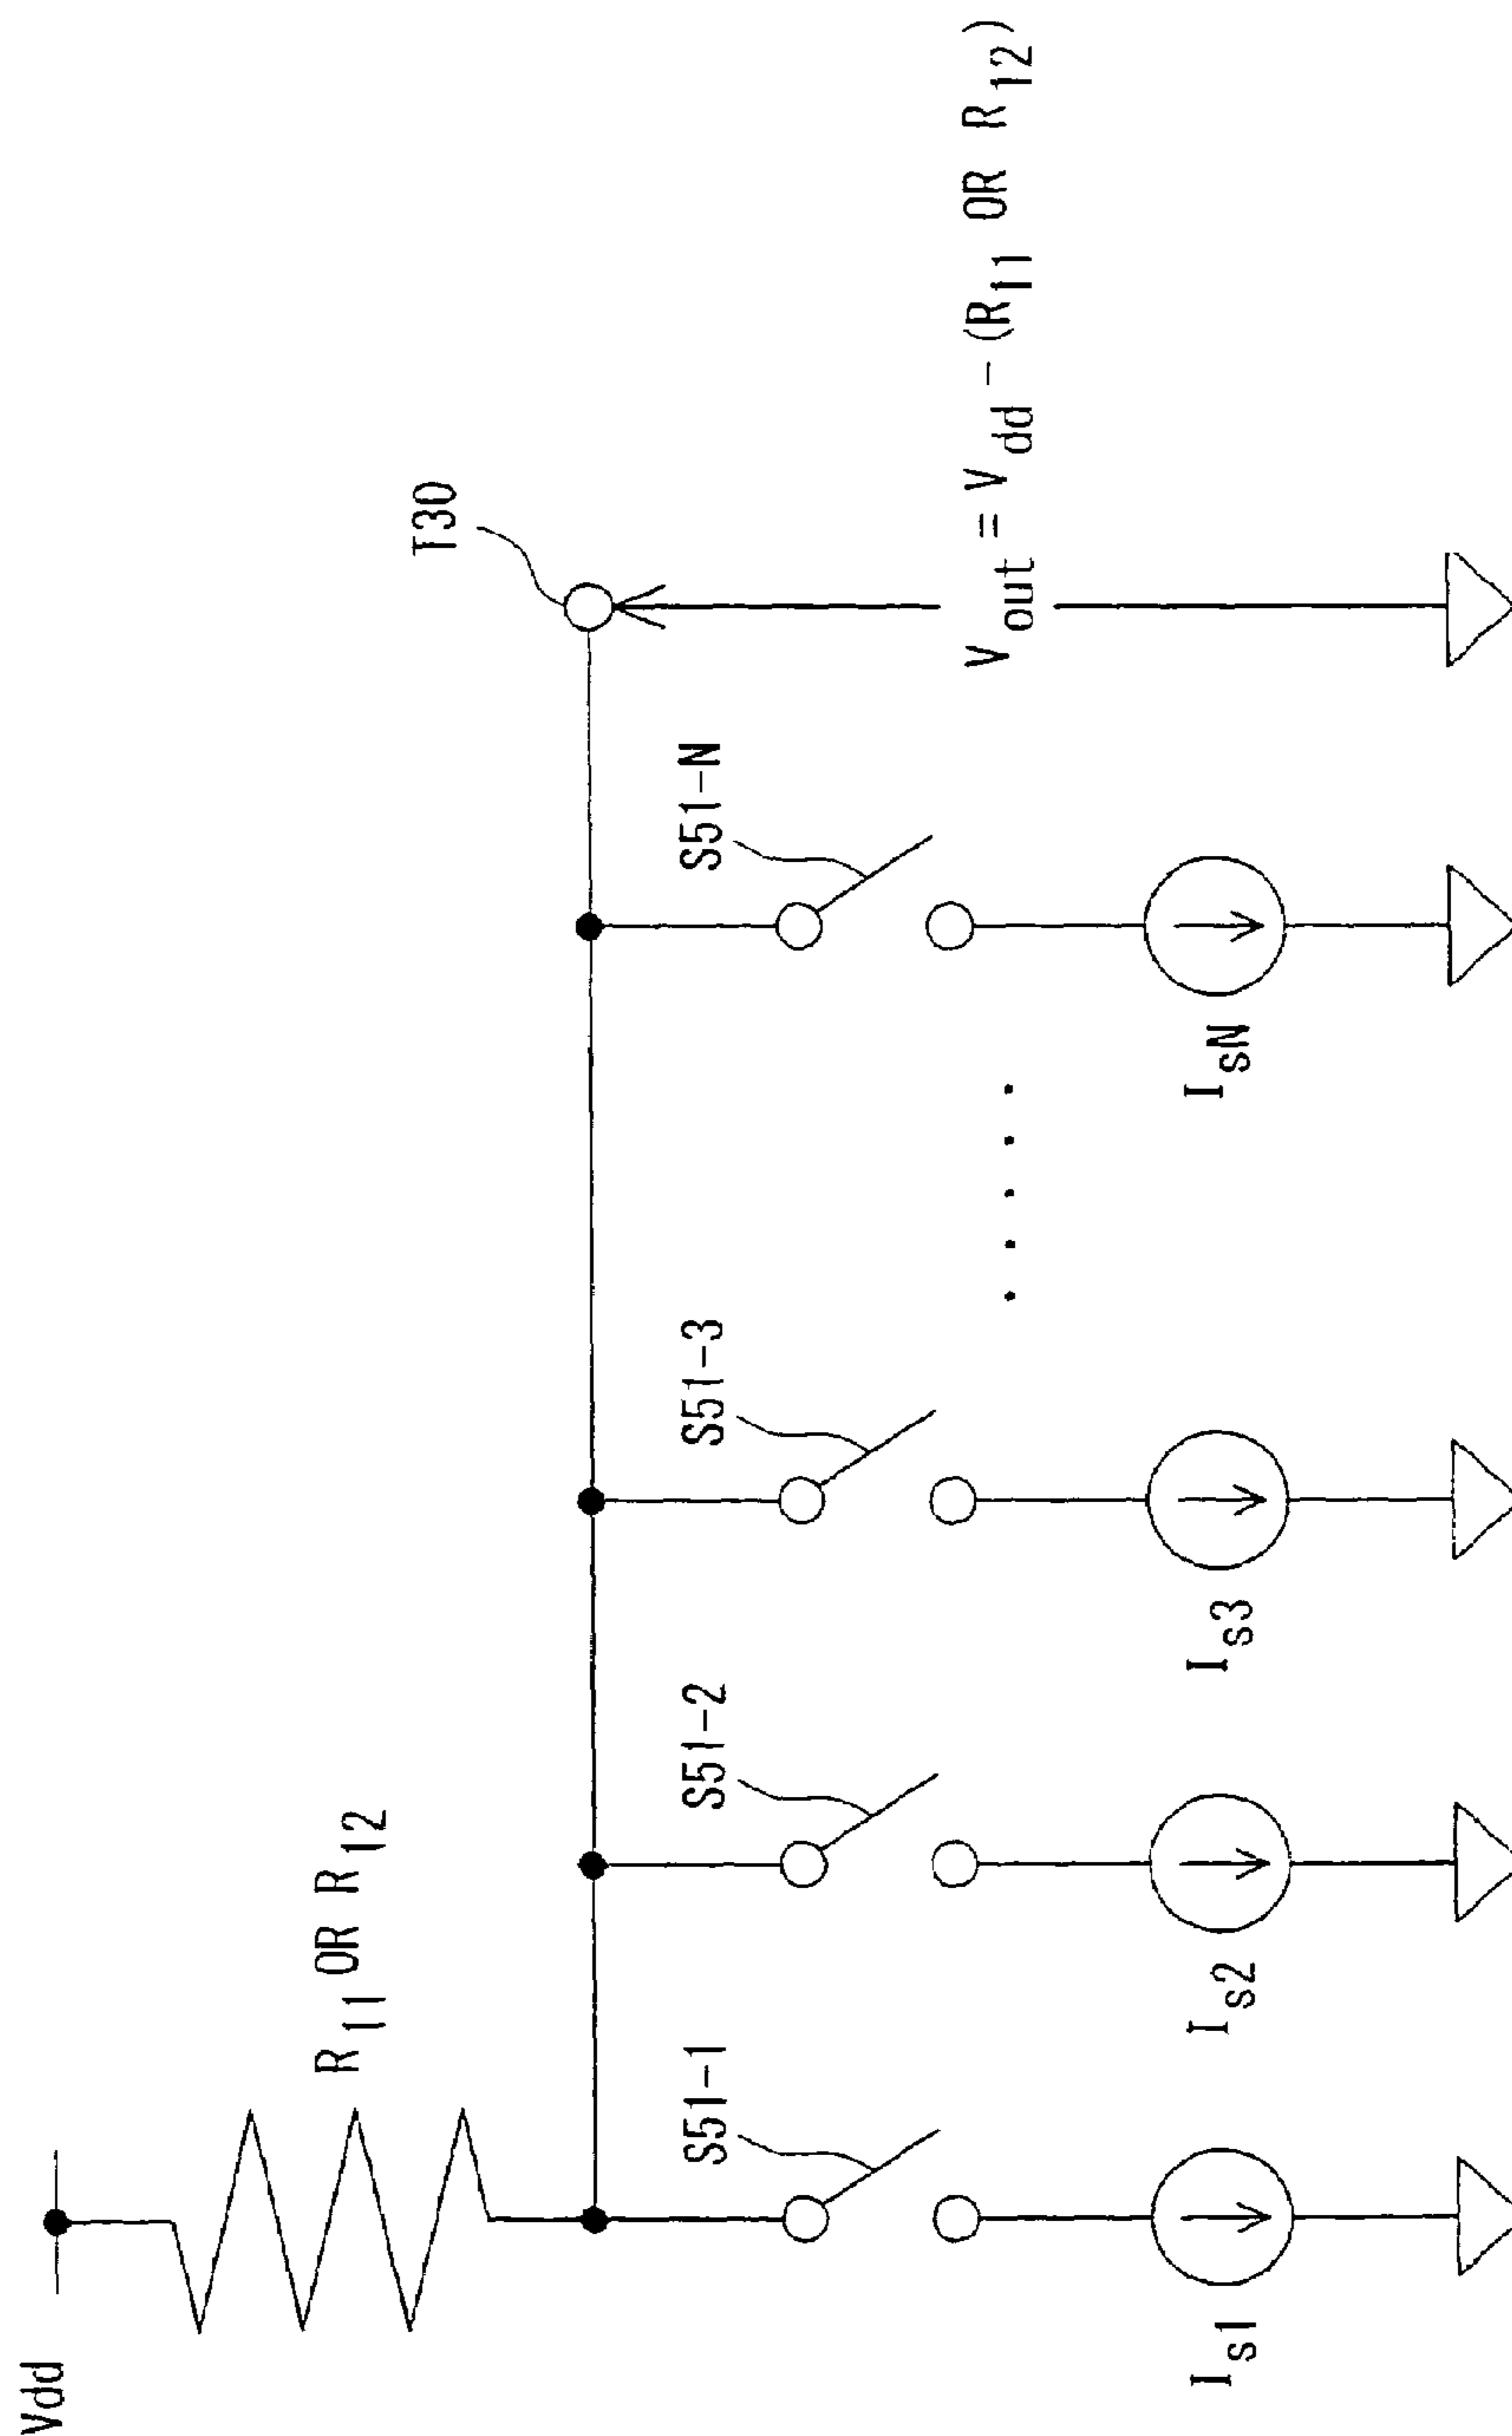 Vdd
R11 OR R12
T30
S51-1
S51-2
S51-3
S51-N
Vout = Vdd - (R11 OR R12)
Is1
Is2
Is3
.....
IsN